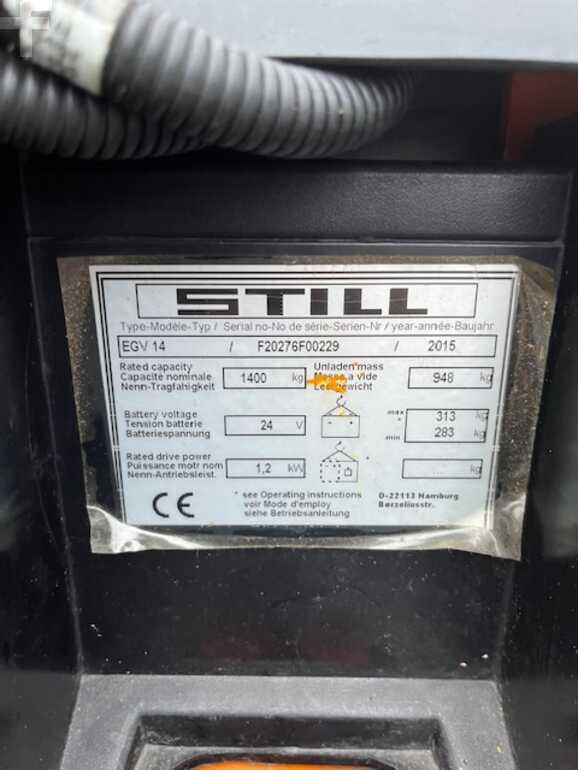 STILL
Type-Modèle-Typ / Serial no-No de série-Serien-Nr / year-année-Baujahr
EGV 14 / F20276F00229 / 2015
Rated capacity
Capacité nominale
Nenn-Tragfähigkeit
1400 kg
Unladen mass
Masse à vide
Leergewicht
948 kg
Battery voltage
Tension batterie
Batteriespannung
24 V
- +
max
*
min
313 kg
283
Rated drive power
Puissance motr nom
Nenn-Antriebsleist.
1,2 kW
... kg
CE
* see Operating instructions
voir Mode d'employ
siehe Betriebsanleitung
D-22113 Hamburg
Berzeliusstr.